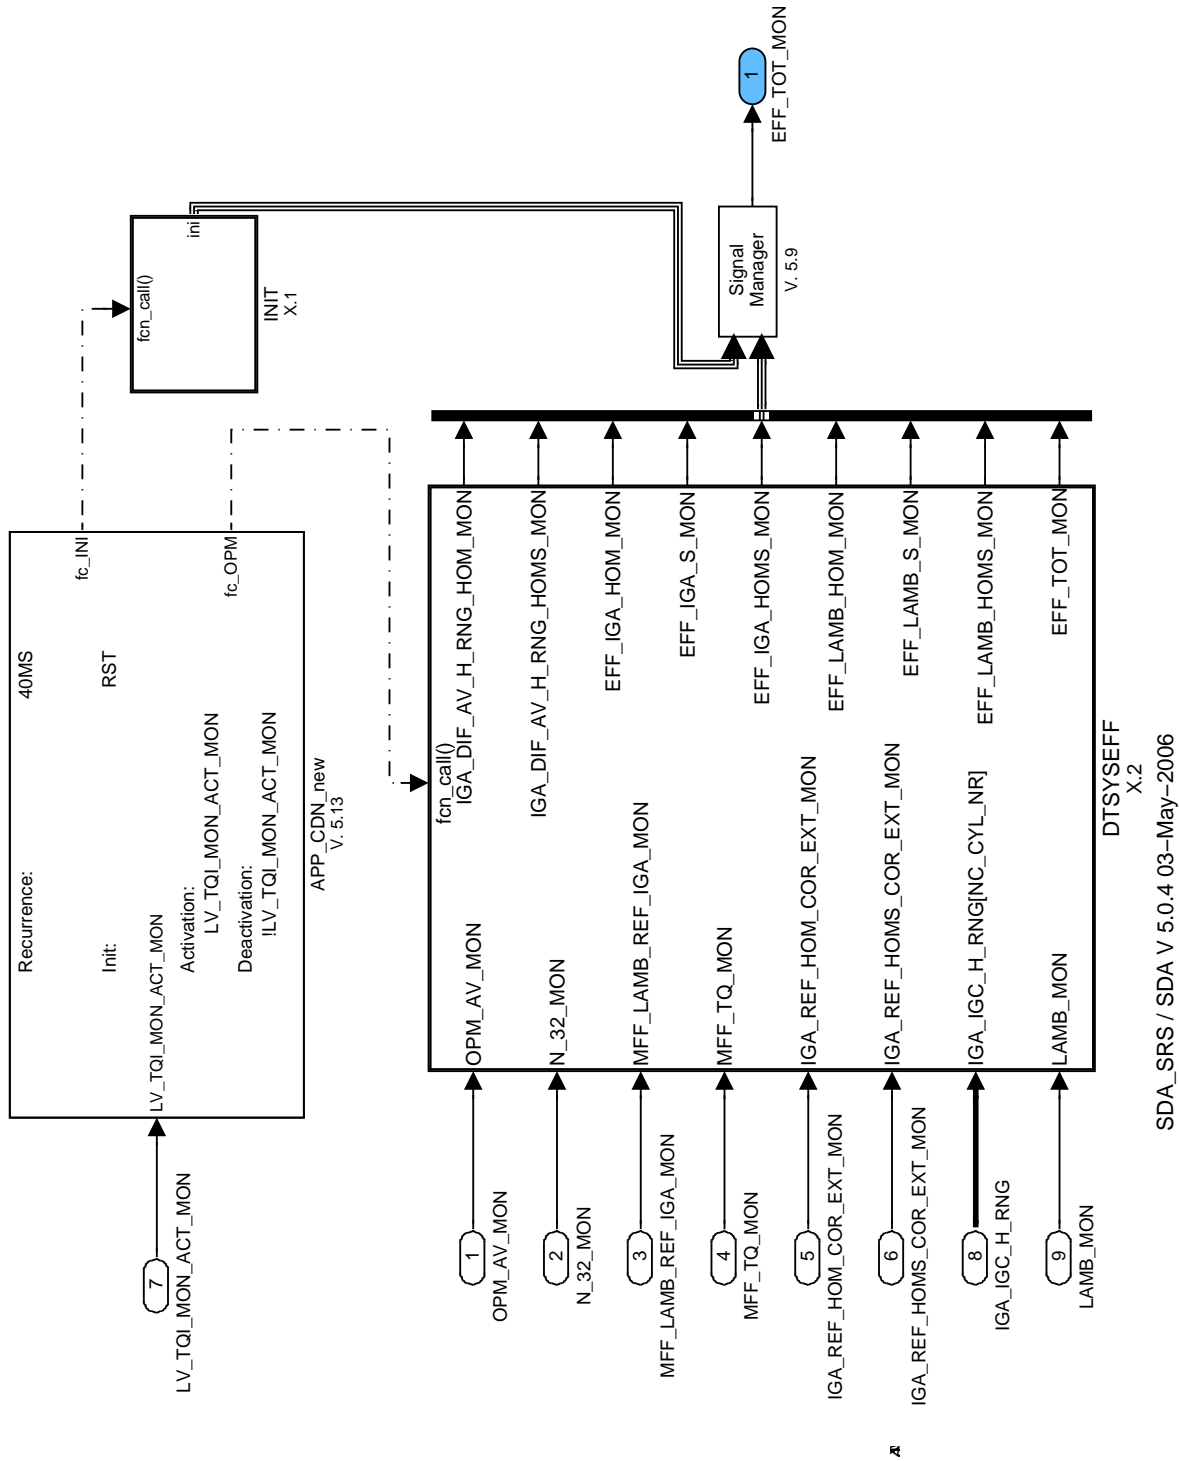 7
LV_TQI_MON_ACT_MON
Recurrence:
40MS
Init:
RST
LV_TQI_MON_ACT_MON
Activation:
LV_TQI_MON_ACT_MON
Deactivation:
!LV_TQI_MON_ACT_MON
fc_INI
fc_OPM
APP_CDN_new
V. 5.13
fcn_call()
ini
INIT
X.1
1
OPM_AV_MON
2
N_32_MON
3
MFF_LAMB_REF_IGA_MON
4
MFF_TQ_MON
5
IGA_REF_HOM_COR_EXT_MON
6
IGA_REF_HOMS_COR_EXT_MON
8
IGA_IGC_H_RNG
9
LAMB_MON
fcn_call()
OPM_AV_MON
N_32_MON
MFF_LAMB_REF_IGA_MON
MFF_TQ_MON
IGA_REF_HOM_COR_EXT_MON
IGA_REF_HOMS_COR_EXT_MON
IGA_IGC_H_RNG[NC_CYL_NR]
LAMB_MON
IGA_DIF_AV_H_RNG_HOM_MON
IGA_DIF_AV_H_RNG_HOMS_MON
EFF_IGA_HOM_MON
EFF_IGA_S_MON
EFF_IGA_HOMS_MON
EFF_LAMB_HOM_MON
EFF_LAMB_S_MON
EFF_LAMB_HOMS_MON
EFF_TOT_MON
DTSYSEFF
X.2
Signal
Manager
V. 5.9
1
EFF_TOT_MON
SDA_SRS / SDA V 5.0.4 03–May–2006